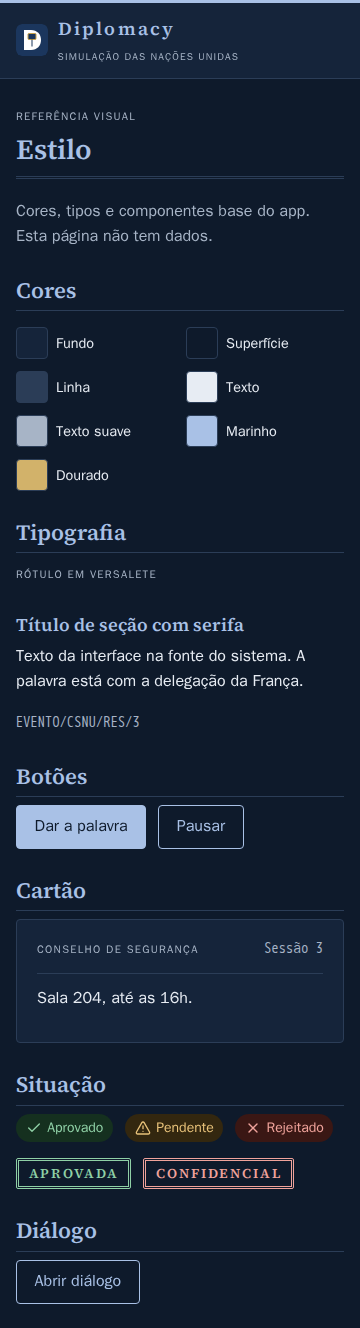 Diplomacy
SIMULAÇÃO DAS NAÇÕES UNIDAS
REFERÊNCIA VISUAL
Estilo
Cores, tipos e componentes base do app.
Esta página não tem dados.
Cores
Fundo
Superfície
Linha
Texto
Texto suave
Marinho
Dourado
Tipografia
RÓTULO EM VERSALETE
Título de seção com serifa
Texto da interface na fonte do sistema. A
palavra está com a delegação da França.
EVENTO/CSNU/RES/3
Botões
Dar a palavra
Pausar
Cartão
CONSELHO DE SEGURANÇA
Sessão 3
Sala 204, até as 16h.
Situação
Aprovado
Pendente
Rejeitado
APROVADA
CONFIDENCIAL
Diálogo
Abrir diálogo